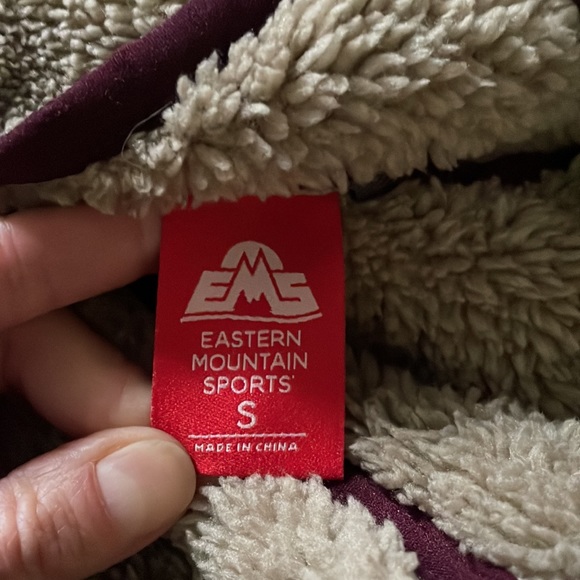 EMS
EASTERN
MOUNTAIN
SPORTS
S
MADE IN CHINA